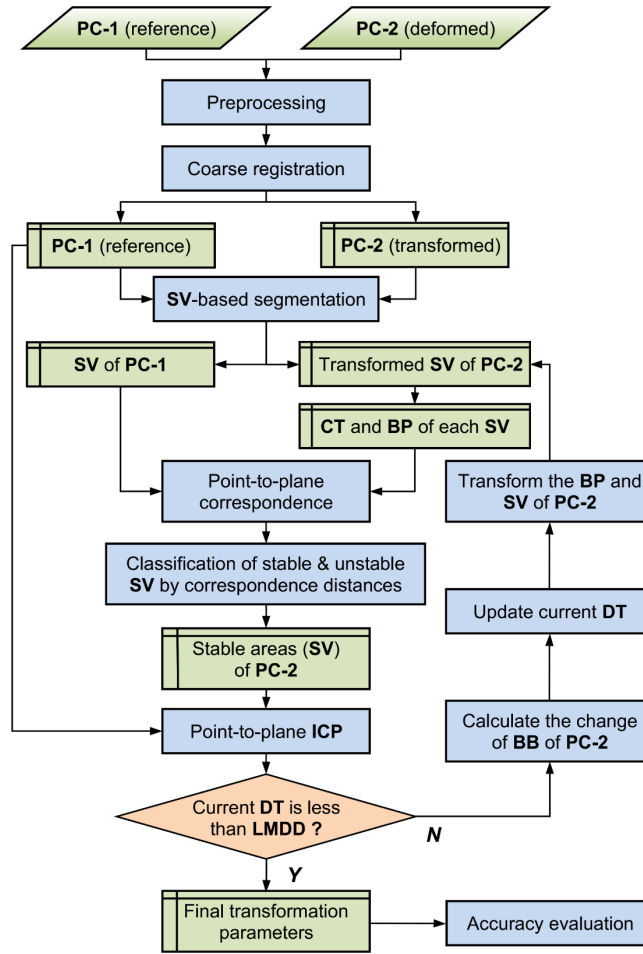 PC-1 (reference)
PC-2 (deformed)
Preprocessing
Coarse registration
PC-1 (reference)
PC-2 (transformed)
SV-based segmentation
SV of PC-1
Transformed SV of PC-2
CT and BP of each SV
Point-to-plane
correspondence
Transform the BP and
SV of PC-2
Classification of stable & unstable
SV by correspondence distances
Update current DT
Stable areas (SV)
of PC-2
Point-to-plane ICP
Calculate the change
of BB of PC-2
Current DT is less
than LMDD ?
N
Y
Final transformation
parameters
Accuracy evaluation